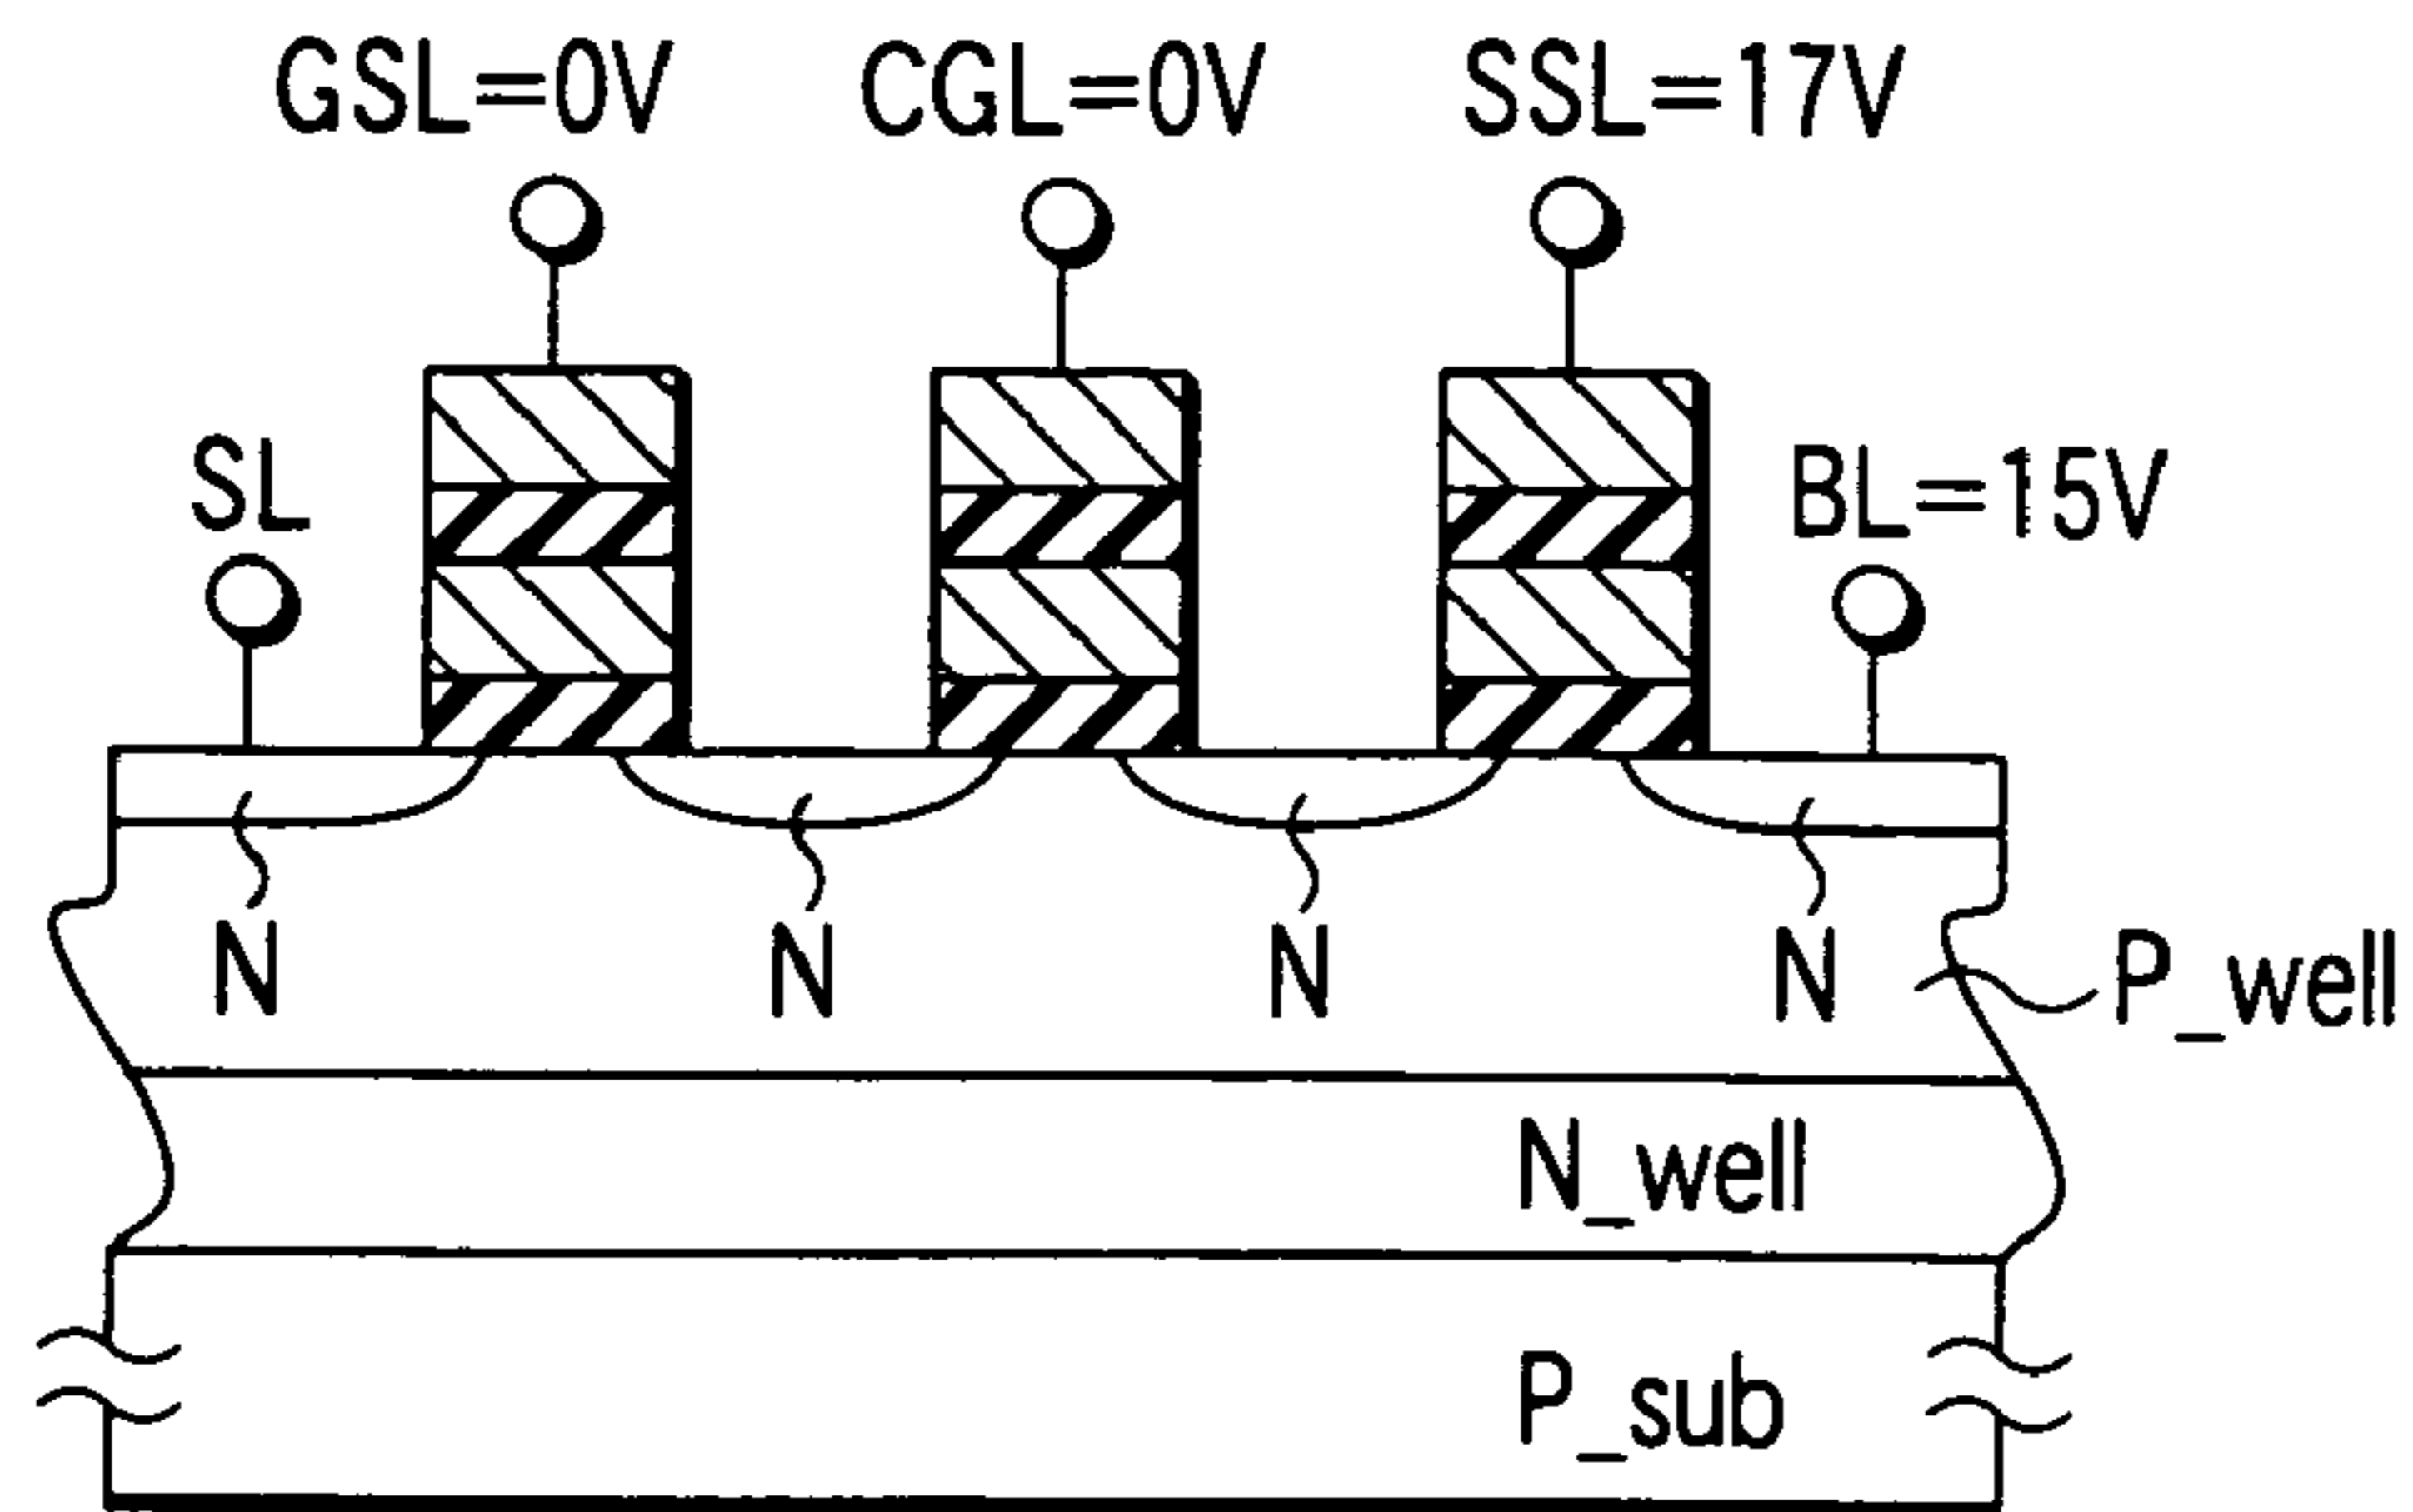 GSL=0V CGL=0V SSL=17V
SL BL=15V
N N N N P_well
N_well
P_sub